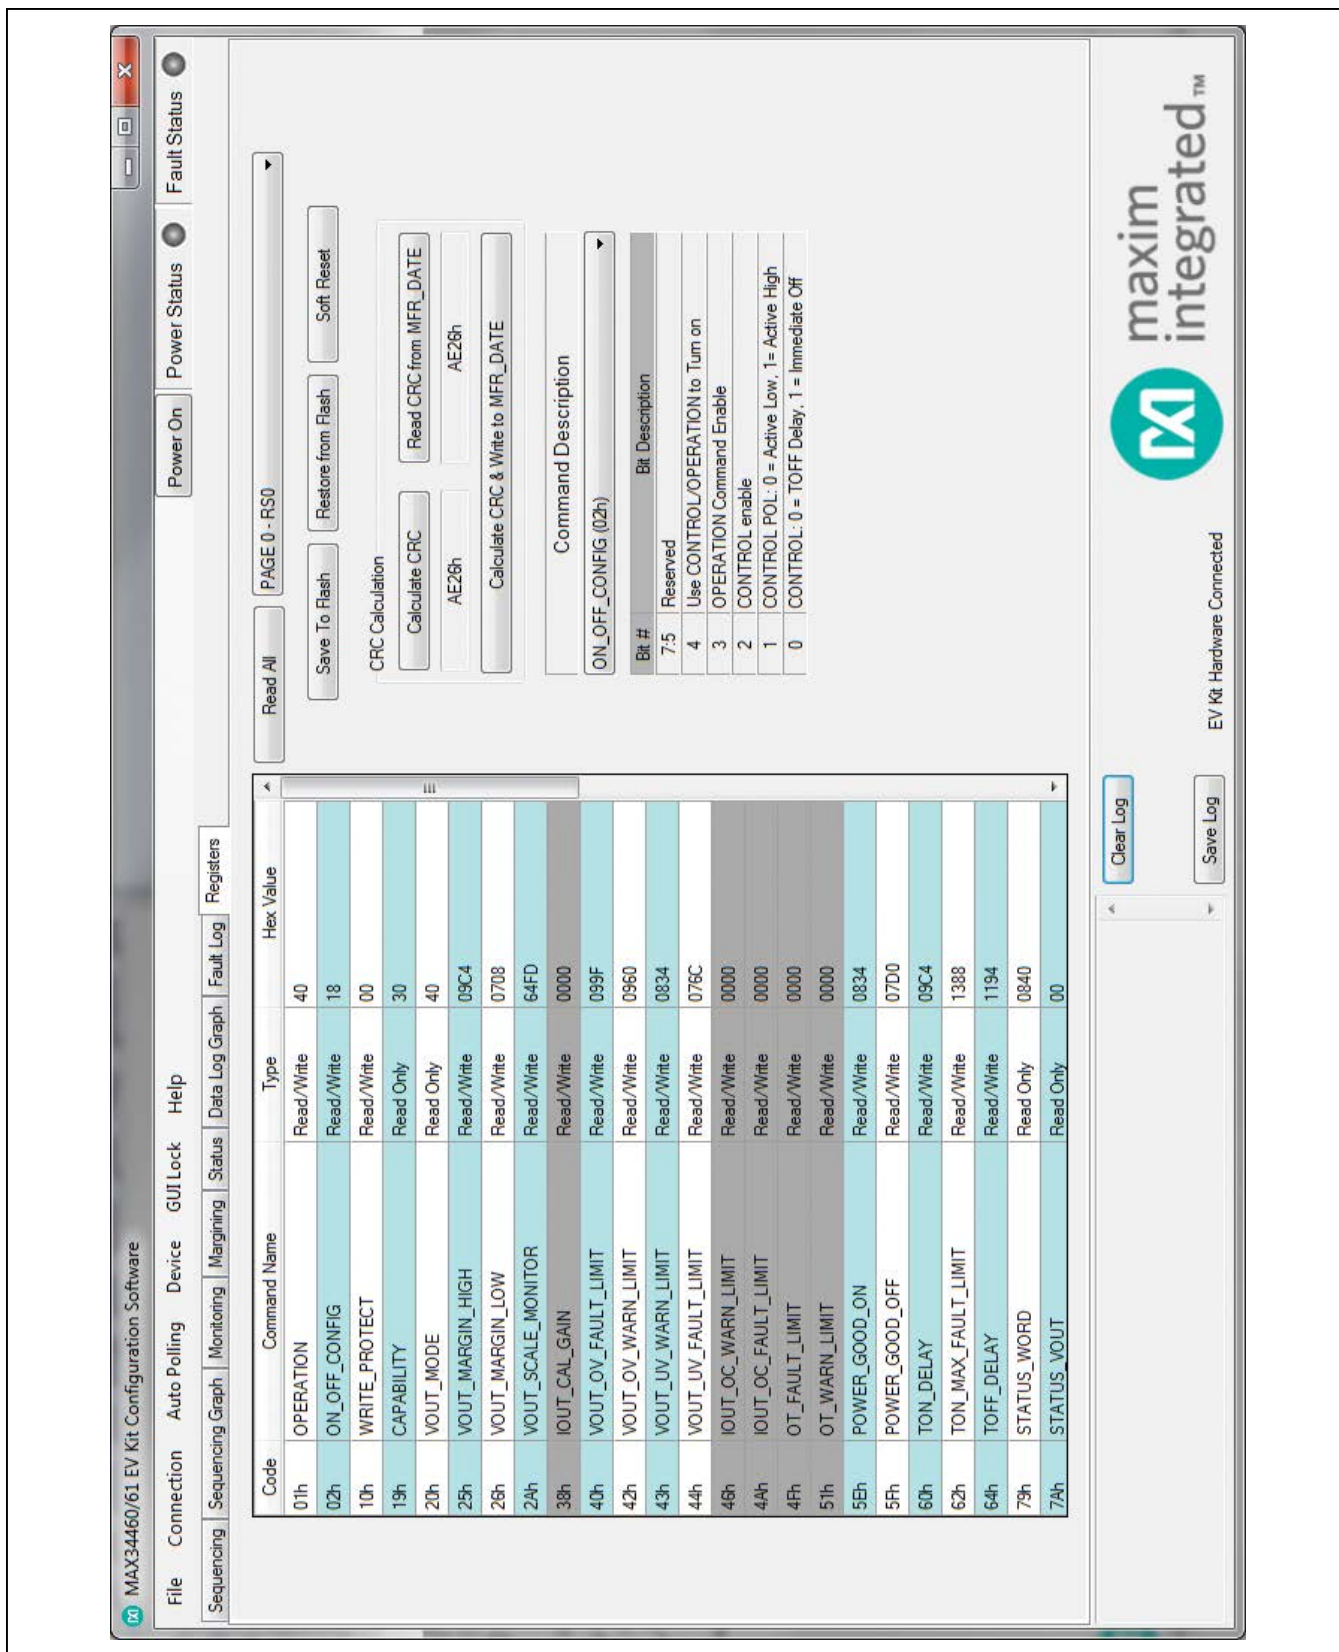 MAX34460/61 EV Kit Configuration Software
File Connection Auto Polling Device GUI Lock Help Power On Power Status Fault Status
Sequencing Sequencing Graph Monitoring Margining Status Data Log Graph Fault Log Registers
Code Command Name Type Hex Value
01h OPERATION Read/Write 40
02h ON_OFF_CONFIG Read/Write 18
10h WRITE_PROTECT Read/Write 00
19h CAPABILITY Read Only 30
20h VOUT_MODE Read Only 40
25h VOUT_MARGIN_HIGH Read/Write 09C4
26h VOUT_MARGIN_LOW Read/Write 0708
2Ah VOUT_SCALE_MONITOR Read/Write 64FD
38h IOUT_CAL_GAIN Read/Write 0000
40h VOUT_OV_FAULT_LIMIT Read/Write 099F
42h VOUT_OV_WARN_LIMIT Read/Write 0960
43h VOUT_UV_WARN_LIMIT Read/Write 0834
44h VOUT_UV_FAULT_LIMIT Read/Write 076C
46h IOUT_OC_WARN_LIMIT Read/Write 0000
4Ah IOUT_OC_FAULT_LIMIT Read/Write 0000
4Fh OT_FAULT_LIMIT Read/Write 0000
51h OT_WARN_LIMIT Read/Write 0000
5Eh POWER_GOOD_ON Read/Write 0834
5Fh POWER_GOOD_OFF Read/Write 07D0
60h TON_DELAY Read/Write 09C4
62h TON_MAX_FAULT_LIMIT Read/Write 1388
64h TOFF_DELAY Read/Write 1194
79h STATUS_WORD Read Only 0840
7Ah STATUS_VOUT Read Only 00
Read All PAGE 0 - RS0
Save To Flash Restore from Flash Soft Reset
CRC Calculation
Calculate CRC Read CRC from MFR_DATE
AE26h AE26h
Calculate CRC & Write to MFR_DATE
Command Description
ON_OFF_CONFIG (02h)
Bit # Bit Description
7:5 Reserved
4 Use CONTROL/OPERATION to Turn on
3 OPERATION Command Enable
2 CONTROL enable
1 CONTROL POL: 0 = Active Low, 1= Active High
0 CONTROL: 0 = TOFF Delay, 1 = Immediate Off
Clear Log
Save Log
EV Kit Hardware Connected
maxim
integrated™